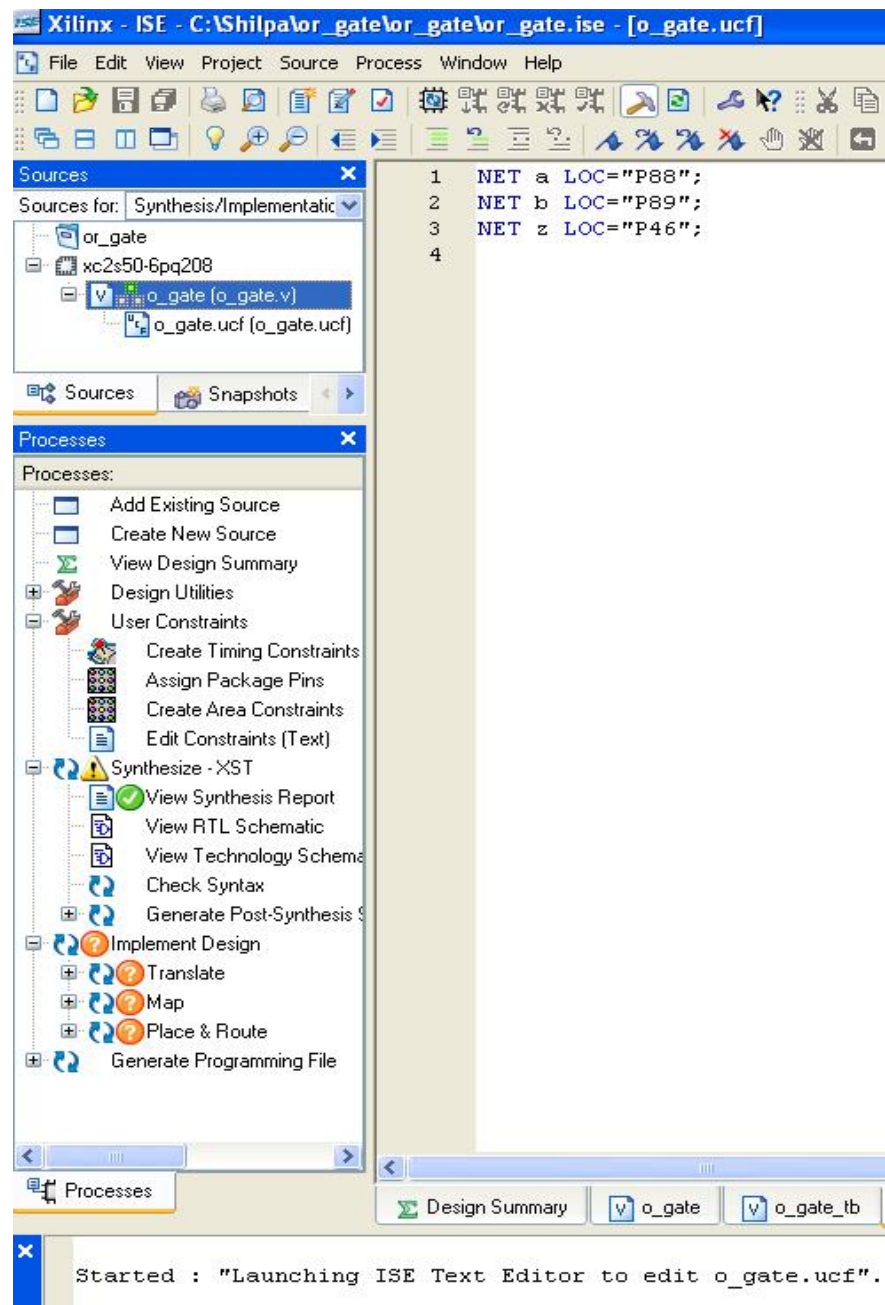 Xilinx - ISE - C:\Shilpa\or_gate\or_gate\or_gate.ise - [o_gate.ucf]
File Edit View Project Source Process Window Help
Sources
Sources for: Synthesis/Implementatic
or_gate
xc2s50-6pq208
o_gate (o_gate.v)
o_gate.ucf (o_gate.ucf)
Sources Snapshots
Processes
Processes:
Add Existing Source
Create New Source
View Design Summary
Design Utilities
User Constraints
Create Timing Constraints
Assign Package Pins
Create Area Constraints
Edit Constraints (Text)
Synthesize - XST
View Synthesis Report
View RTL Schematic
View Technology Schema
Check Syntax
Generate Post-Synthesis S
Implement Design
Translate
Map
Place & Route
Generate Programming File
Processes
1 NET a LOC="P88";
2 NET b LOC="P89";
3 NET z LOC="P46";
4
Design Summary o_gate o_gate_tb
Started : "Launching ISE Text Editor to edit o_gate.ucf".